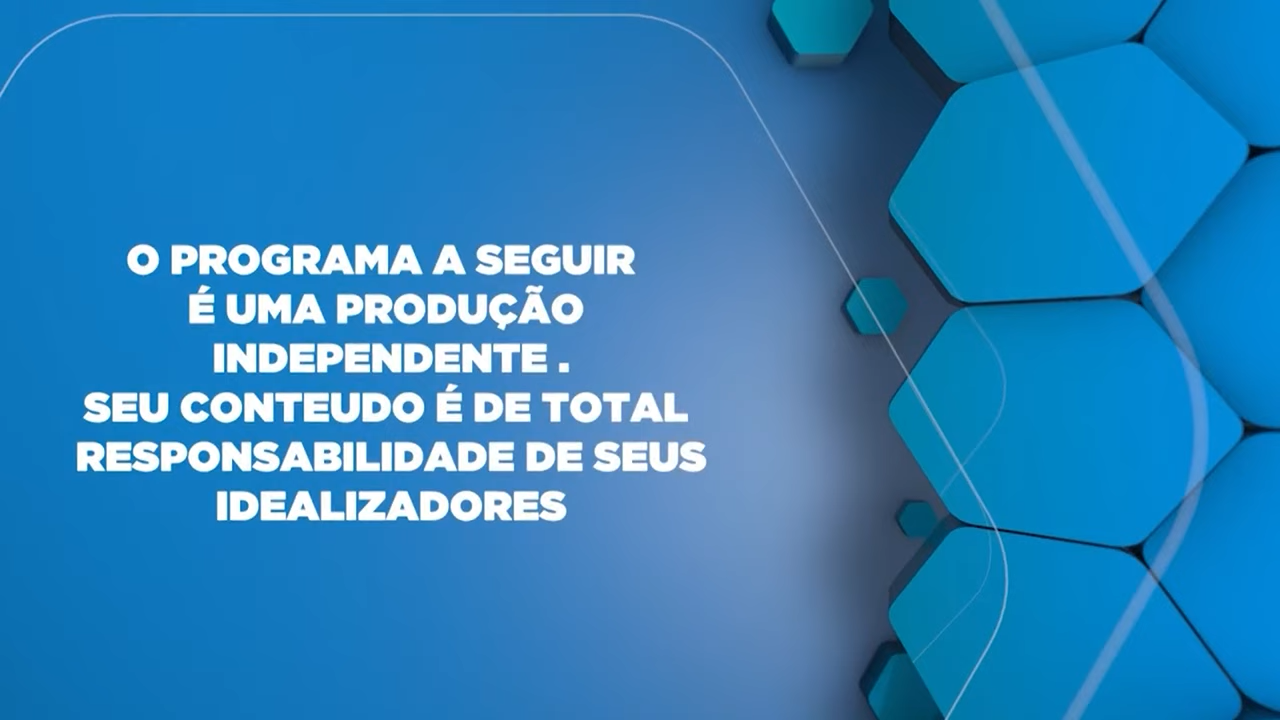 O PROGRAMA A SEGUIR
É UMA PRODUÇÃO
INDEPENDENTE .
SEU CONTEUDO É DE TOTAL
RESPONSABILIDADE DE SEUS
IDEALIZADORES